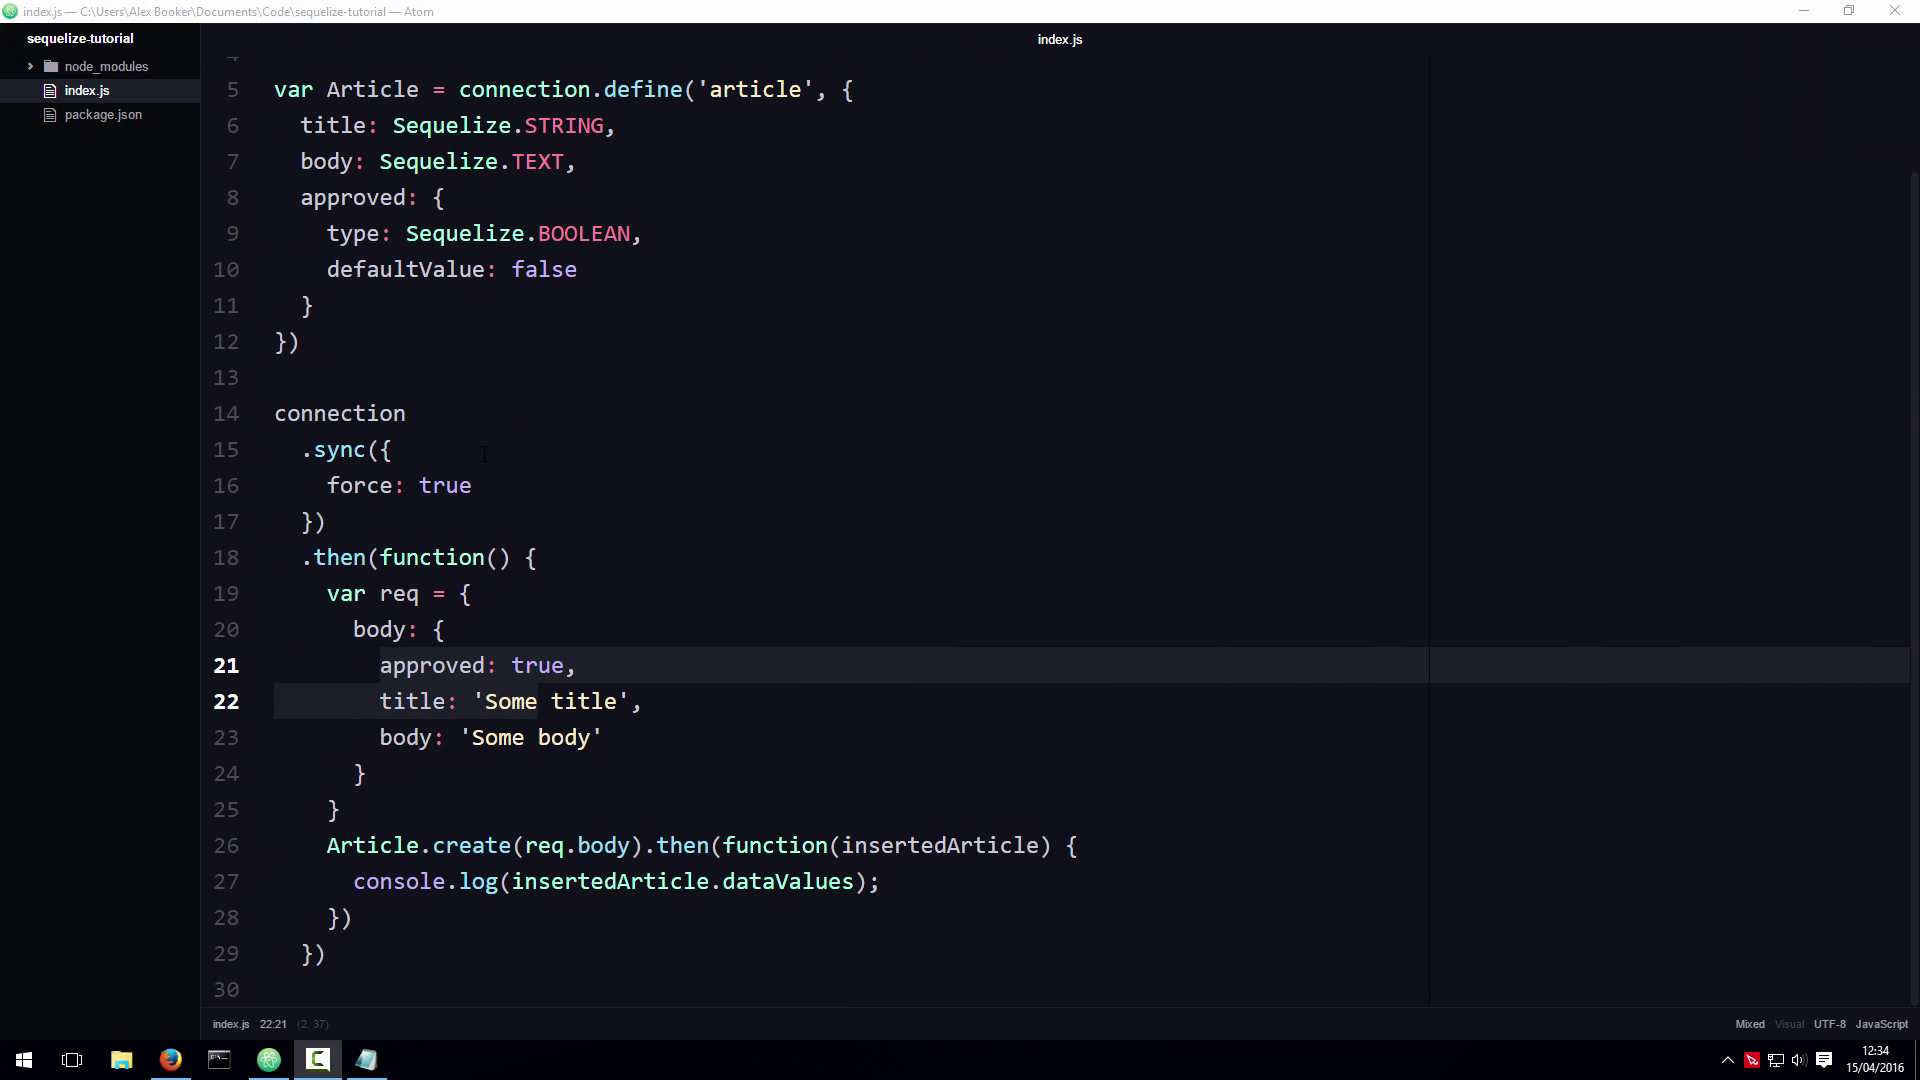 index.js — C:\Users\Alex Booker\Documents\Code\sequelize-tutorial — Atom
sequelize-tutorial
node_modules
index.js
package.json
index.js
4
5 var Article = connection.define('article', {
6 title: Sequelize.STRING,
7 body: Sequelize.TEXT,
8 approved: {
9 type: Sequelize.BOOLEAN,
10 defaultValue: false
11 }
12 })
13
14 connection
15 .sync({
16 force: true
17 })
18 .then(function() {
19 var req = {
20 body: {
21 approved: true,
22 title: 'Some title',
23 body: 'Some body'
24 }
25 }
26 Article.create(req.body).then(function(insertedArticle) {
27 console.log(insertedArticle.dataValues);
28 })
29 })
30
index.js 22:21 (2, 37) Mixed Visual UTF-8 JavaScript
12:34
15/04/2016